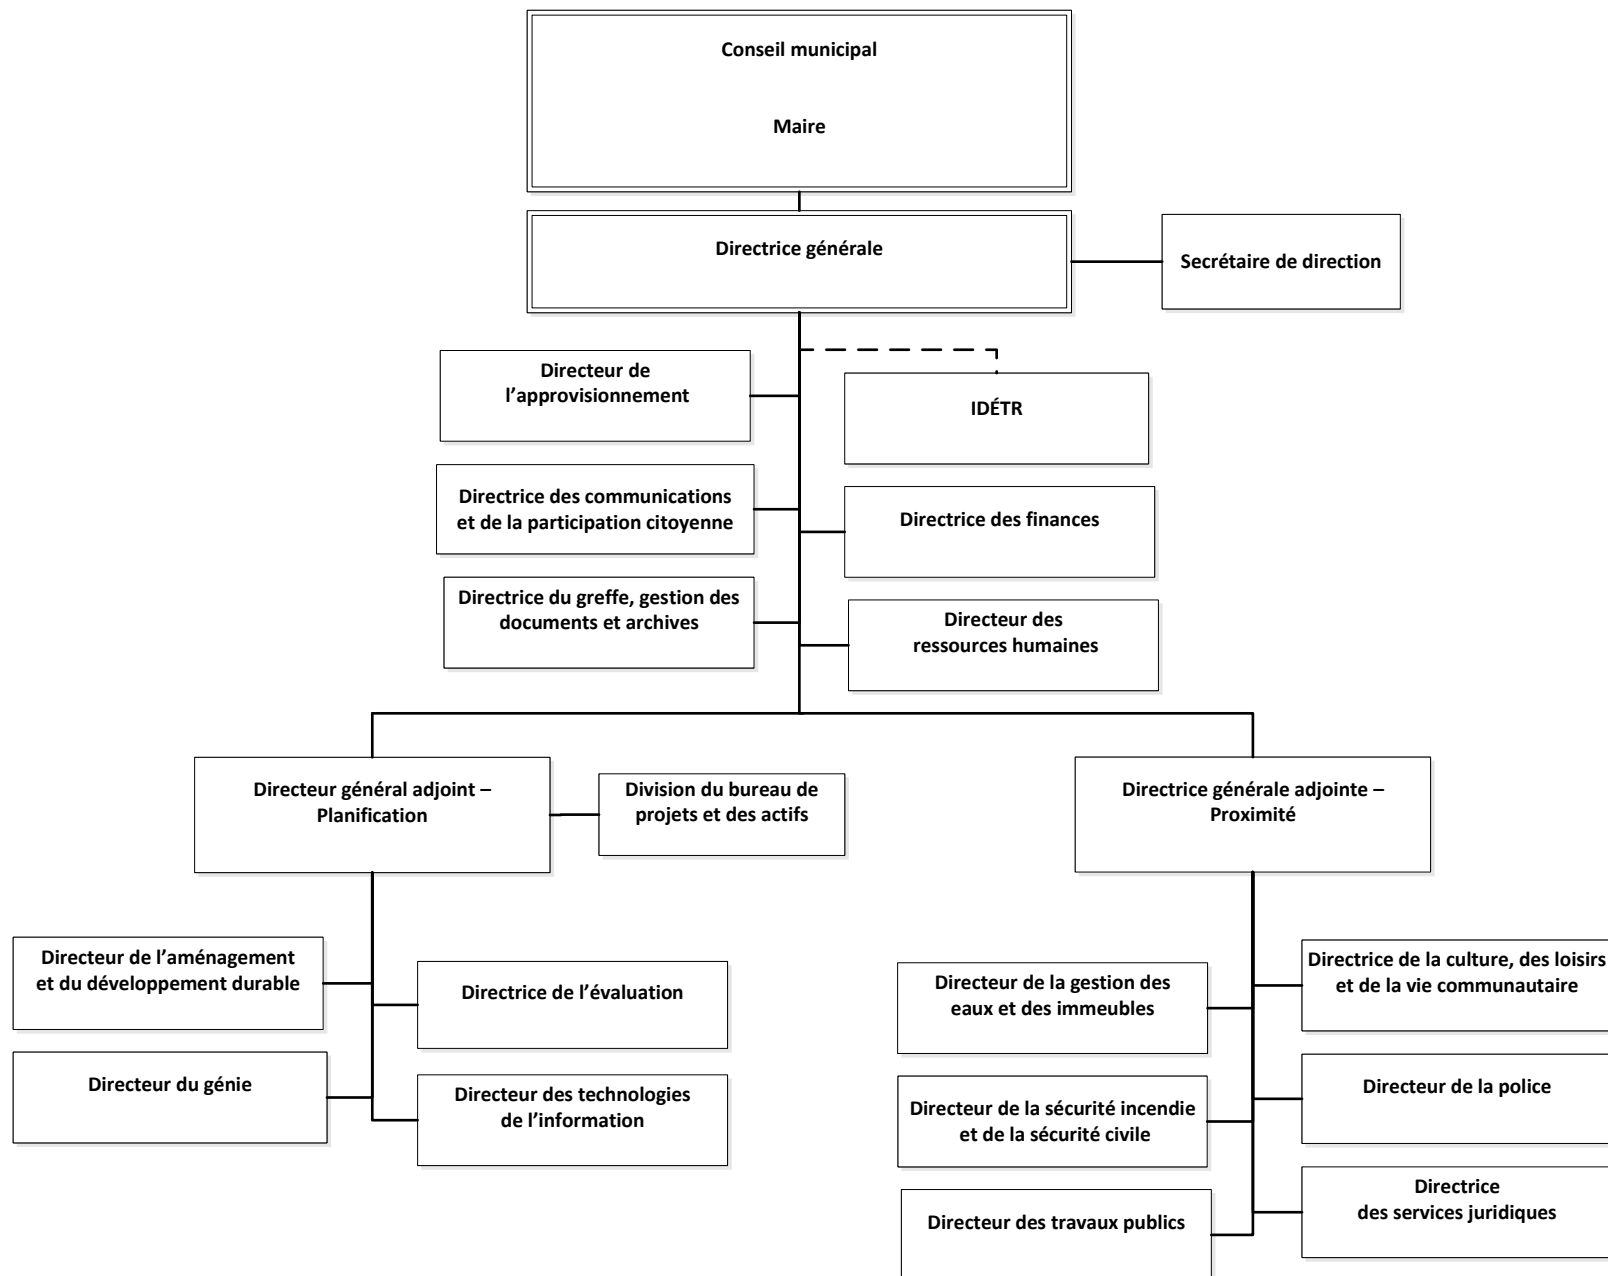 Conseil municipal
Maire
Directrice générale
Secrétaire de direction
Directeur de
l’approvisionnement
IDÉTR
Directrice des communications
et de la participation citoyenne
Directrice des finances
Directrice du greffe, gestion des
documents et archives
Directeur des
ressources humaines
Directeur général adjoint –
Planification
Division du bureau de
projets et des actifs
Directrice générale adjointe –
Proximité
Directeur de l’aménagement
et du développement durable
Directrice de l’évaluation
Directeur du génie
Directeur des technologies
de l’information
Directeur de la gestion des
eaux et des immeubles
Directrice de la culture, des loisirs
et de la vie communautaire
Directeur de la sécurité incendie
et de la sécurité civile
Directeur de la police
Directeur des travaux publics
Directrice
des services juridiques